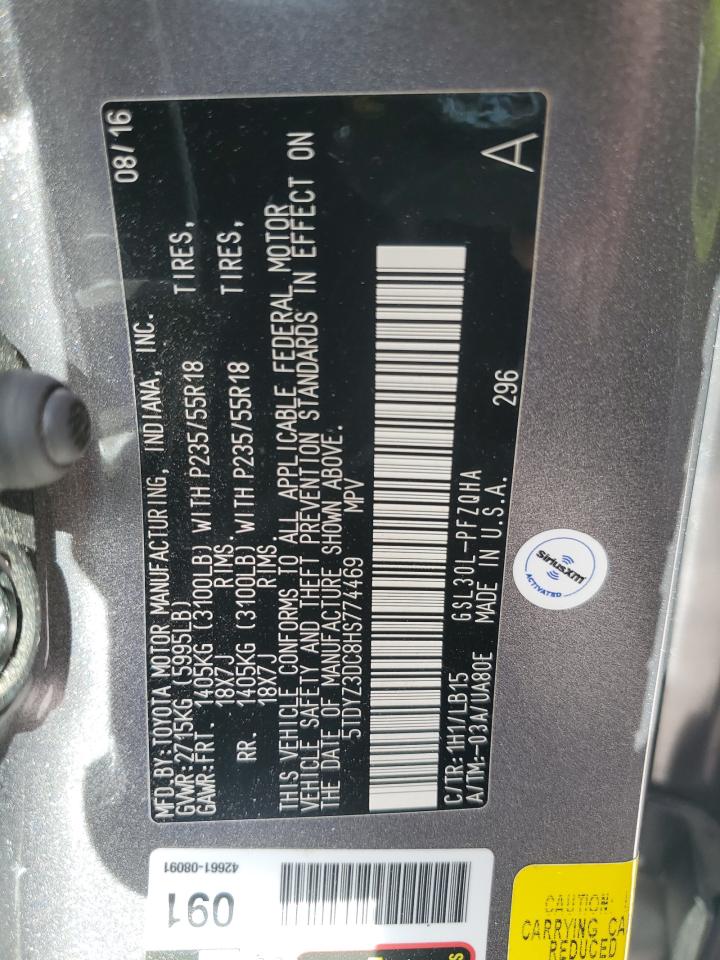 MFD.BY:TOYOTA MOTOR MANUFACTURING, INDIANA, INC. 08/16
GVWR:2715KG (5995LB)
GAWR:FRT. 1405KG (3100LB) WITH P235/55R18 TIRES,
18X7J RIMS.
RR. 1405KG (3100LB) WITH P235/55R18 TIRES,
18X7J RIMS.
THIS VEHICLE CONFORMS TO ALL APPLICABLE FEDERAL MOTOR
VEHICLE SAFETY AND THEFT PREVENTION STANDARDS IN EFFECT ON
THE DATE OF MANUFACTURE SHOWN ABOVE.
5TDYZ3DC8HS774469 MPV
C/TR:1H1/LB15 GSL30L-PFZQHA
A/TM:-03A/UA80E MADE IN U.S.A. 296 A
siriusxm
ACTIVATED
42661-08091
091
CAUTION
CARRYING CA
REDUCED